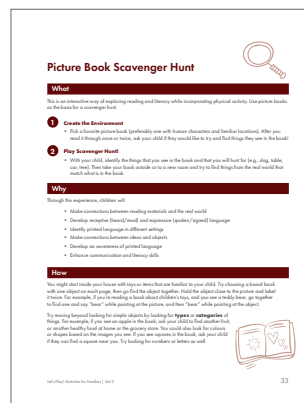 Picture Book Scavenger Hunt
What
This is an interactive way of exploring reading and literacy while incorporating physical activity. Use picture books
as the basis for a scavenger hunt.
1 Create the Environment
• Pick a favorite picture book (preferably one with human characters and familiar locations). After you
read it through once or twice, ask your child if they would like to try and find things they see in the book!
2 Play Scavenger Hunt!
• With your child, identify the things that you see in the book and that you will hunt for (e.g., dog, table,
car, tree). Then take your book outside or to a new room and try to find things from the real world that
match what is in the book.
Why
Through this experience, children will
• Make connections between reading materials and the real world
• Develop receptive (heard/read) and expressive (spoken/signed) language
• Identify printed language in different settings
• Make connections between ideas and objects
• Develop an awareness of printed language
• Enhance communication and literacy skills
How
You might start inside your house with toys or items that are familiar to your child. Try choosing a board book
with one object on each page, then go find the object together. Hold the object close to the picture and label
it twice. For example, if you're reading a book about children's toys, and you see a teddy bear, go together
to find one and say "bear" while pointing at the picture, and then "bear" while pointing at the object.
Try moving beyond looking for simple objects by looking for types or categories of
things. For example, if you see an apple in the book, ask your child to find another fruit,
or another healthy food at home or the grocery store. You could also look for colours
or shapes based on the images you see. If you see squares in the book, ask your child
if they can find a square near you. Try looking for numbers or letters as well.
Let's Play! Activities for Families | Set 2
33